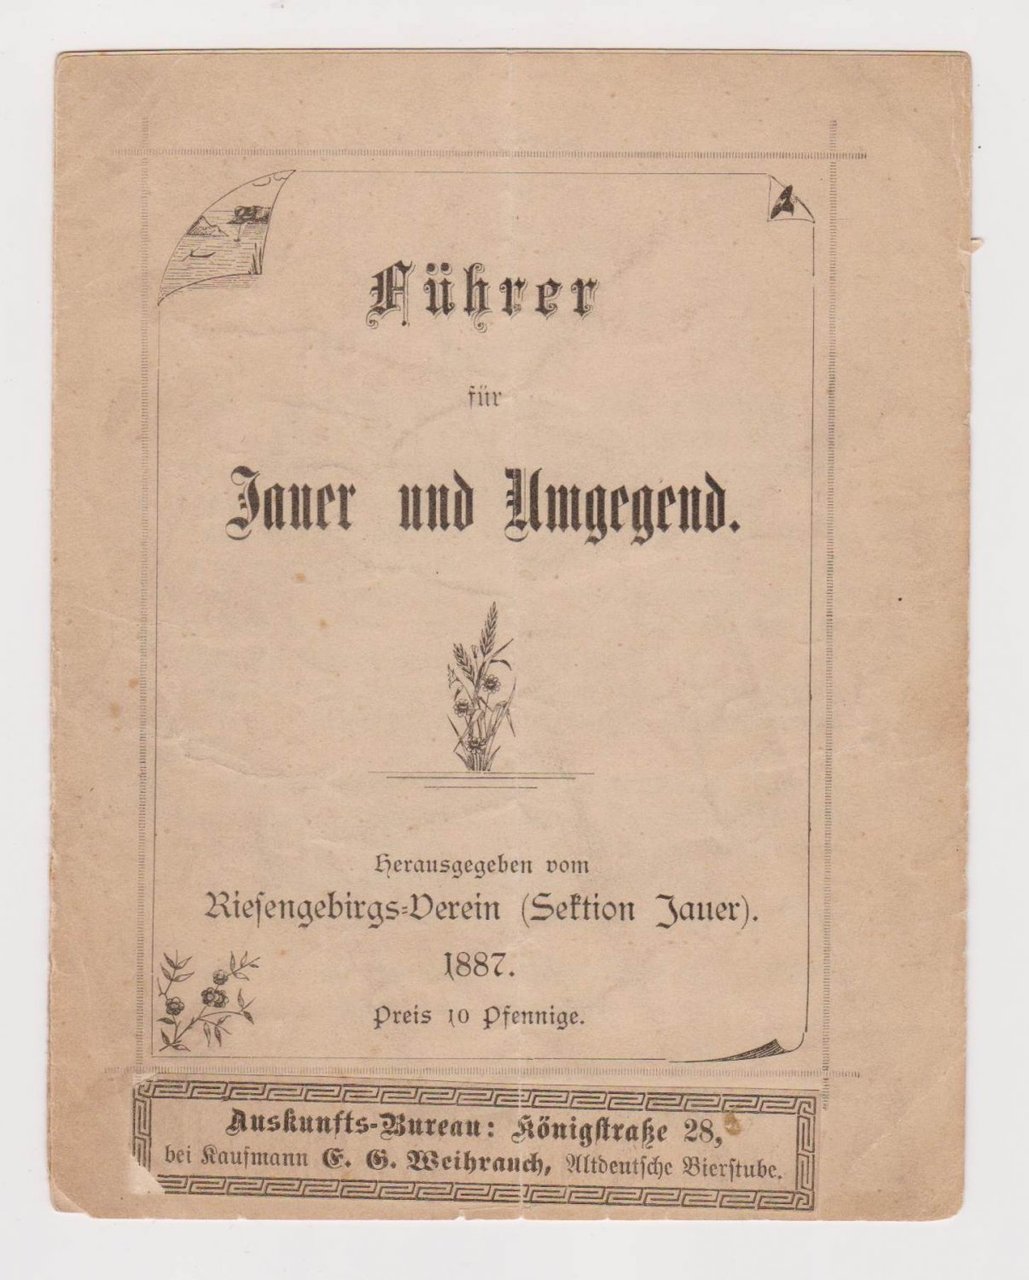 Führer
für
Jauer und Umgegend.
Herausgegeben vom
Rieſengebirgs-Verein (Sektion Jauer).
1887.
Preis 10 Pfennige.
Auskunfts-Bureau: Königſtraße 28,
bei Kaufmann E. G. Weihrauch, Altdeutſche Bierſtube.